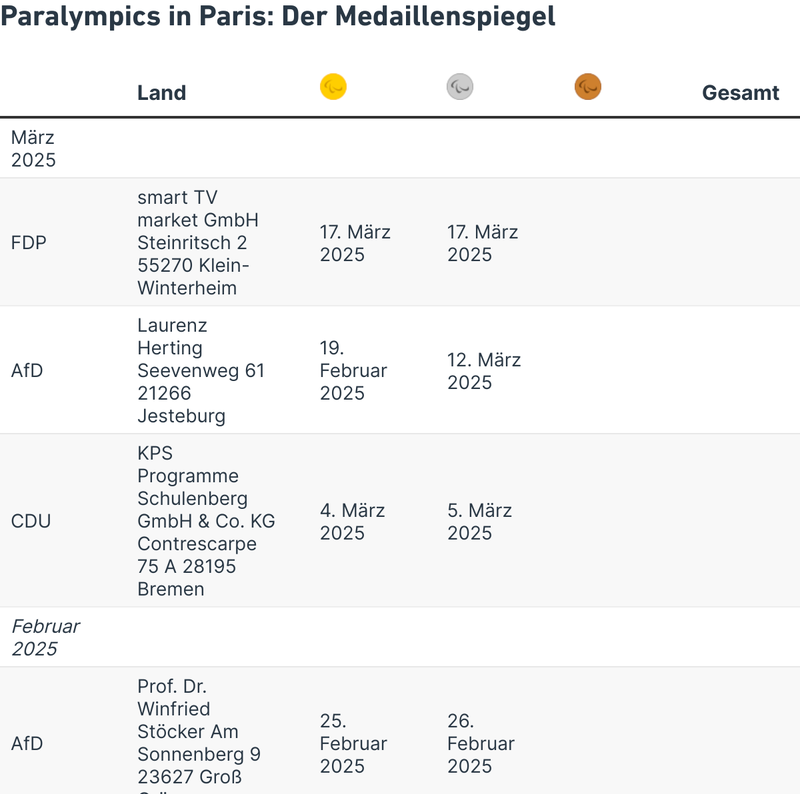 Paralympics in Paris: Der Medaillenspiegel
Land Gesamt
März
2025
FDP
smart TV
market GmbH
Steinritsch 2
55270 Klein-
Winterheim
17. März
2025
17. März
2025
AfD
Laurenz
Herting
Seevenweg 61
21266
Jesteburg
19.
Februar
2025
12. März
2025
CDU
KPS
Programme
Schulenberg
GmbH & Co. KG
Contrescarpe
75 A 28195
Bremen
4. März
2025
5. März
2025
Februar
2025
AfD
Prof. Dr.
Winfried
Stöcker Am
Sonnenberg 9
23627 Groß
25.
Februar
2025
26.
Februar
2025